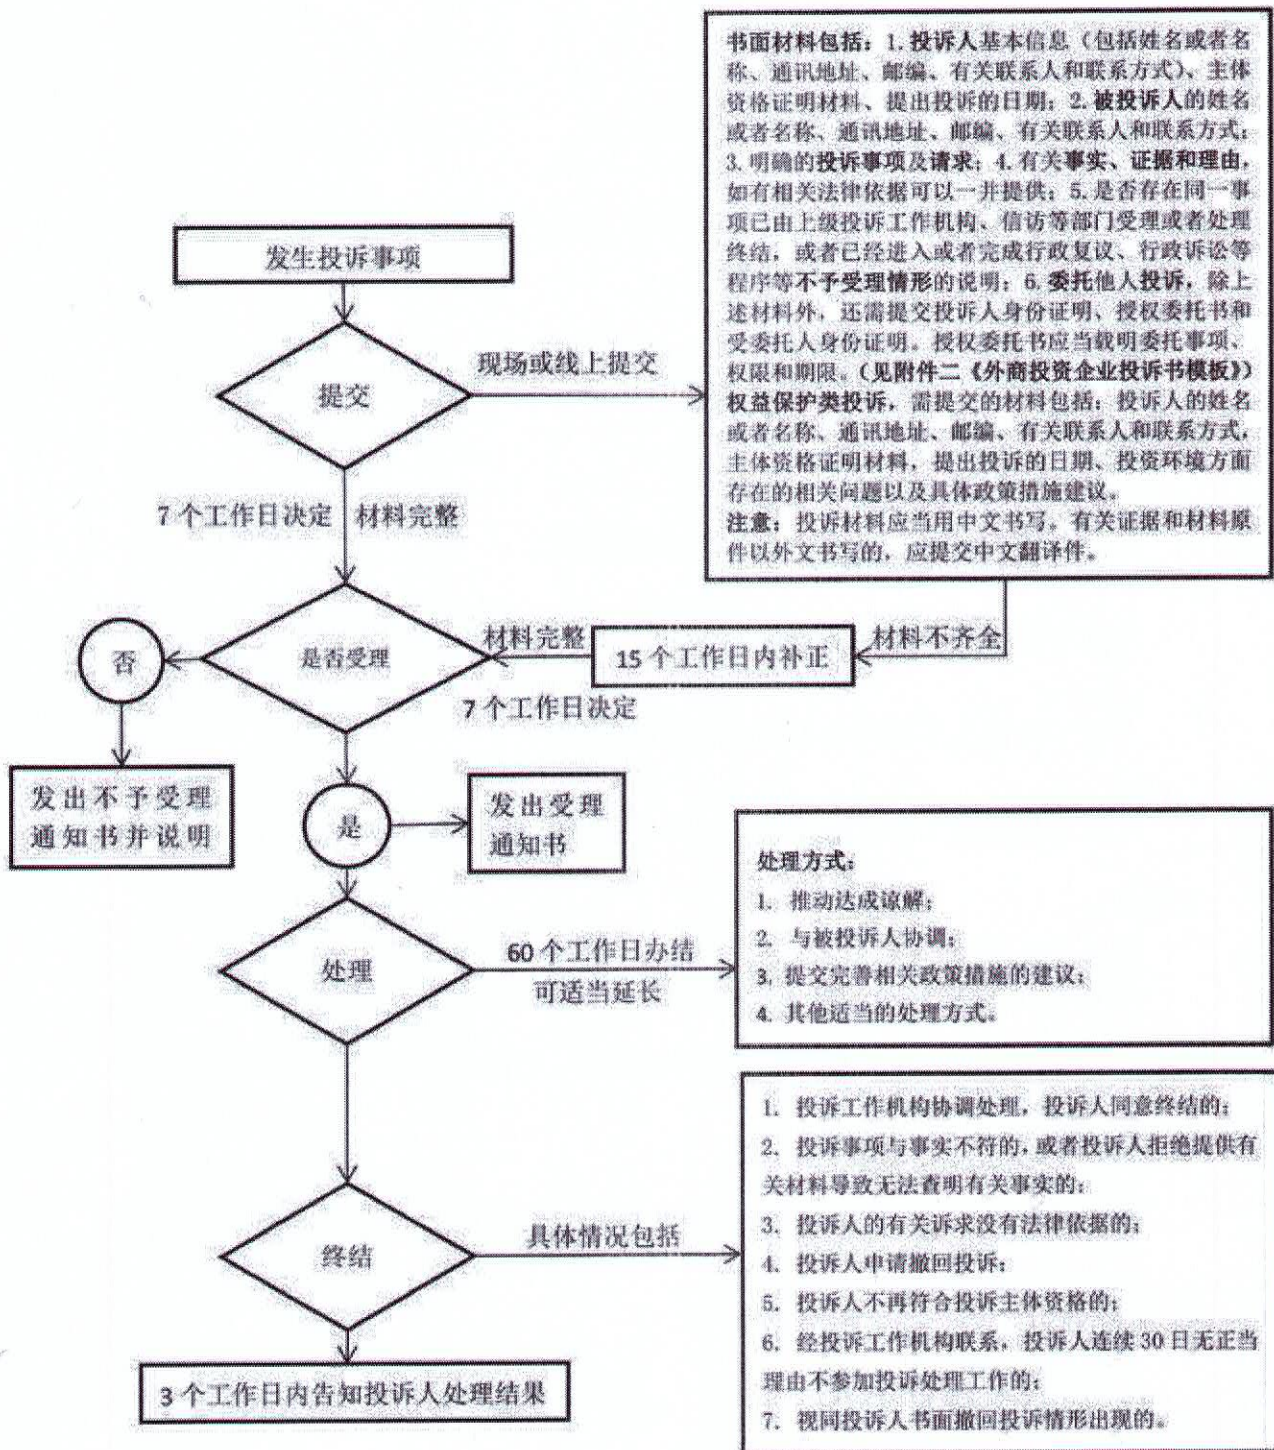 书面材料包括：1.投诉人基本信息（包括姓名或者名
称、通讯地址、邮编、有关联系人和联系方式）、主体
资格证明材料、提出投诉的日期；2.被投诉人的姓名
或者名称、通讯地址、邮编、有关联系人和联系方式；
3.明确的投诉事项及请求；4.有关事实、证据和理由，
如有相关法律依据可以一并提供；5.是否存在同一事
项已由上级投诉工作机构、信访等部门受理或者处理
终结，或者已经进入或者完成行政复议、行政诉讼等
程序等不予受理情形的说明；6.委托他人投诉，除上
述材料外，还需提交投诉人身份证明、授权委托书和
受委托人身份证明。授权委托书应当载明委托事项、
权限和期限。（见附件二《外商投资企业投诉书模板》）
权益保护类投诉，需提交的材料包括：投诉人的姓名
或者名称、通讯地址、邮编、有关联系人和联系方式，
主体资格证明材料，提出投诉的日期、投资环境方面
存在的相关问题以及具体政策措施建议。
注意：投诉材料应当用中文书写。有关证据和材料原
件以外文书写的，应提交中文翻译件。
发生投诉事项
提交
现场或线上提交
7个工作日决定 材料完整
否
是否受理
材料完整
15个工作日内补正
材料不齐全
7个工作日决定
发出不予受理
通知书并说明
是
发出受理
通知书
处理
60个工作日办结
可适当延长
处理方式：
1. 推动达成谅解；
2. 与被投诉人协调；
3. 提交完善相关政策措施的建议；
4. 其他适当的处理方式。
终结
具体情况包括
1. 投诉工作机构协调处理，投诉人同意终结的；
2. 投诉事项与事实不符的，或者投诉人拒绝提供有
关材料导致无法查明有关事实的；
3. 投诉人的有关诉求没有法律依据的；
4. 投诉人申请撤回投诉；
5. 投诉人不再符合投诉主体资格的；
6. 经投诉工作机构联系，投诉人连续30日无正当
理由不参加投诉处理工作的；
7. 视同投诉人书面撤回投诉情形出现的。
3个工作日内告知投诉人处理结果